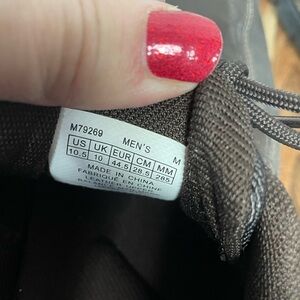 M79269 MEN'S M
US UK EUR CM MM
10.5 10 44.5 28.5 285
MADE IN CHINA
FABRIQUÉ EN CHINE